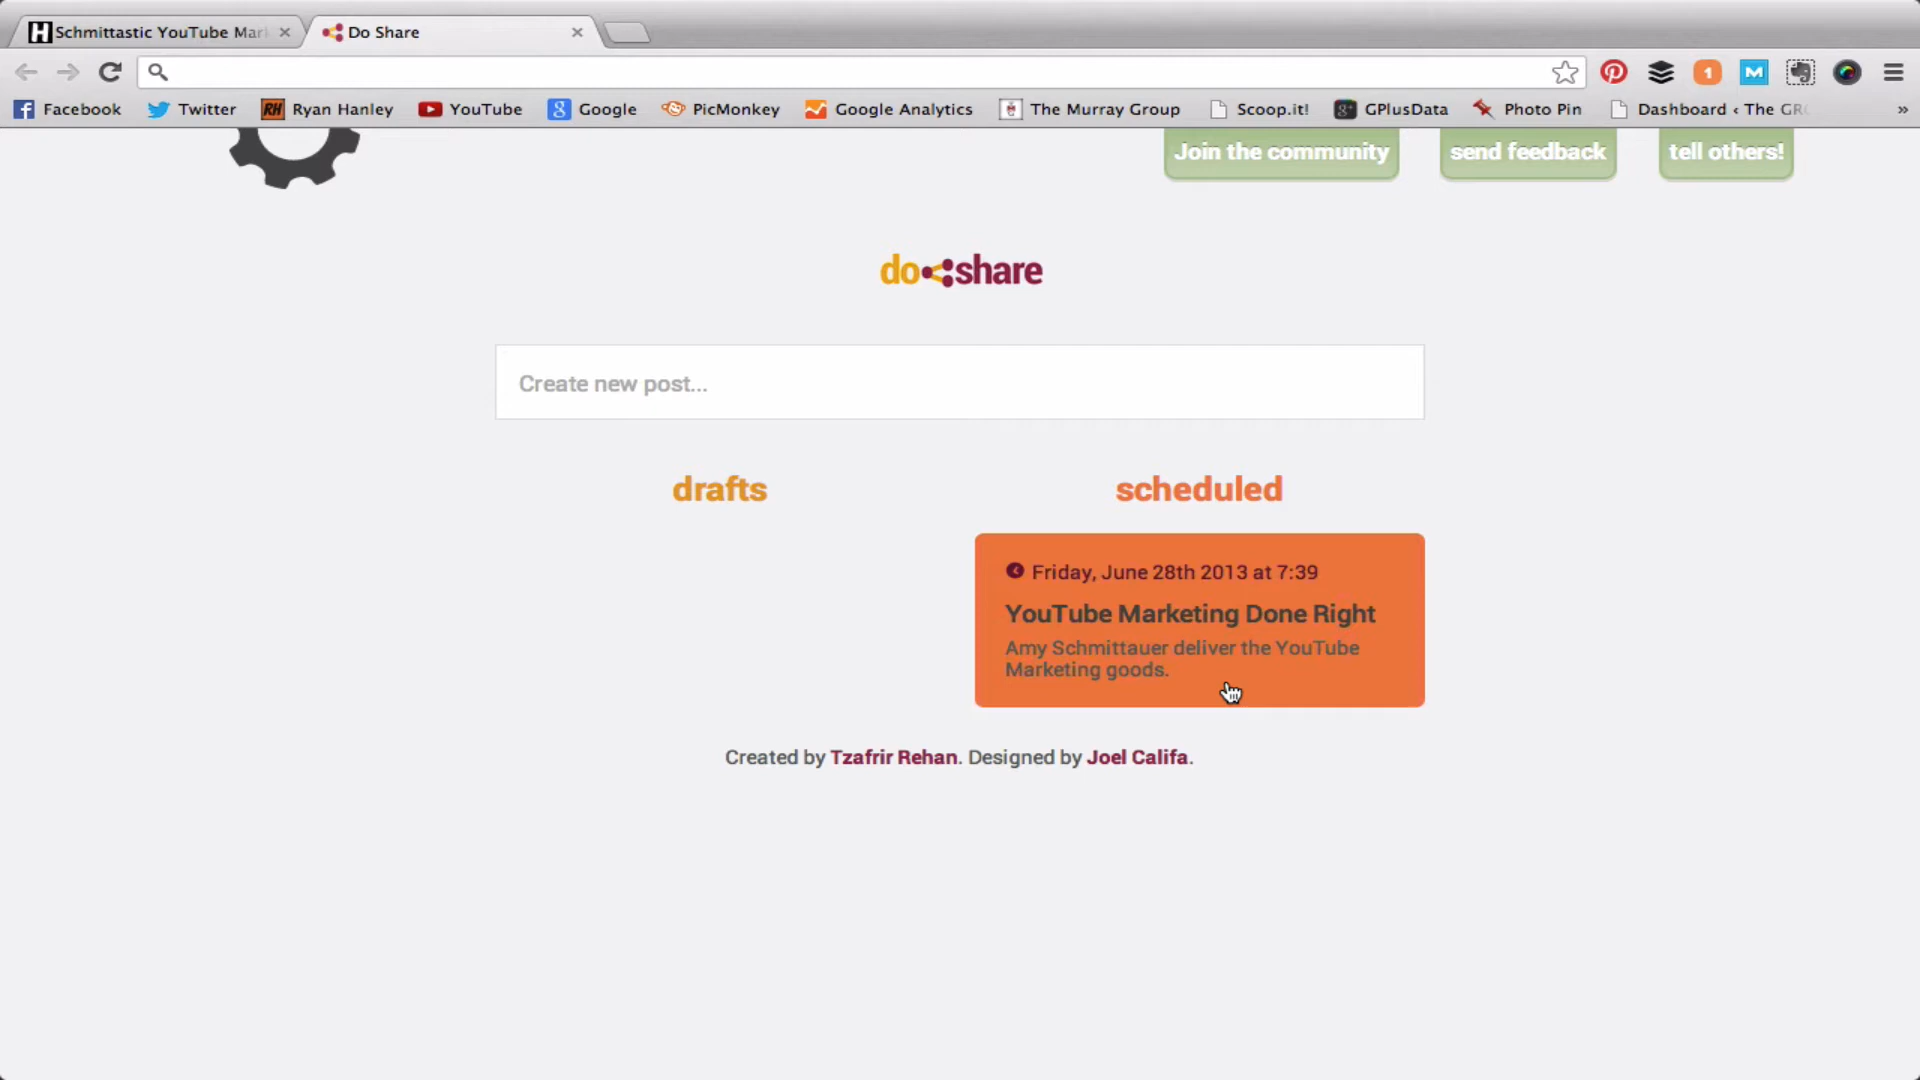 Schmittastic YouTube Mar
Do Share
Facebook
Twitter
RH Ryan Hanley
YouTube
Google
PicMonkey
Google Analytics
The Murray Group
Scoop.it!
GPlusData
Photo Pin
Dashboard ‹ The GR
»
Join the community
send feedback
tell others!
do share
Create new post...
drafts
scheduled
Friday, June 28th 2013 at 7:39
YouTube Marketing Done Right
Amy Schmittauer deliver the YouTube
Marketing goods.
Created by Tzafrir Rehan. Designed by Joel Califa.